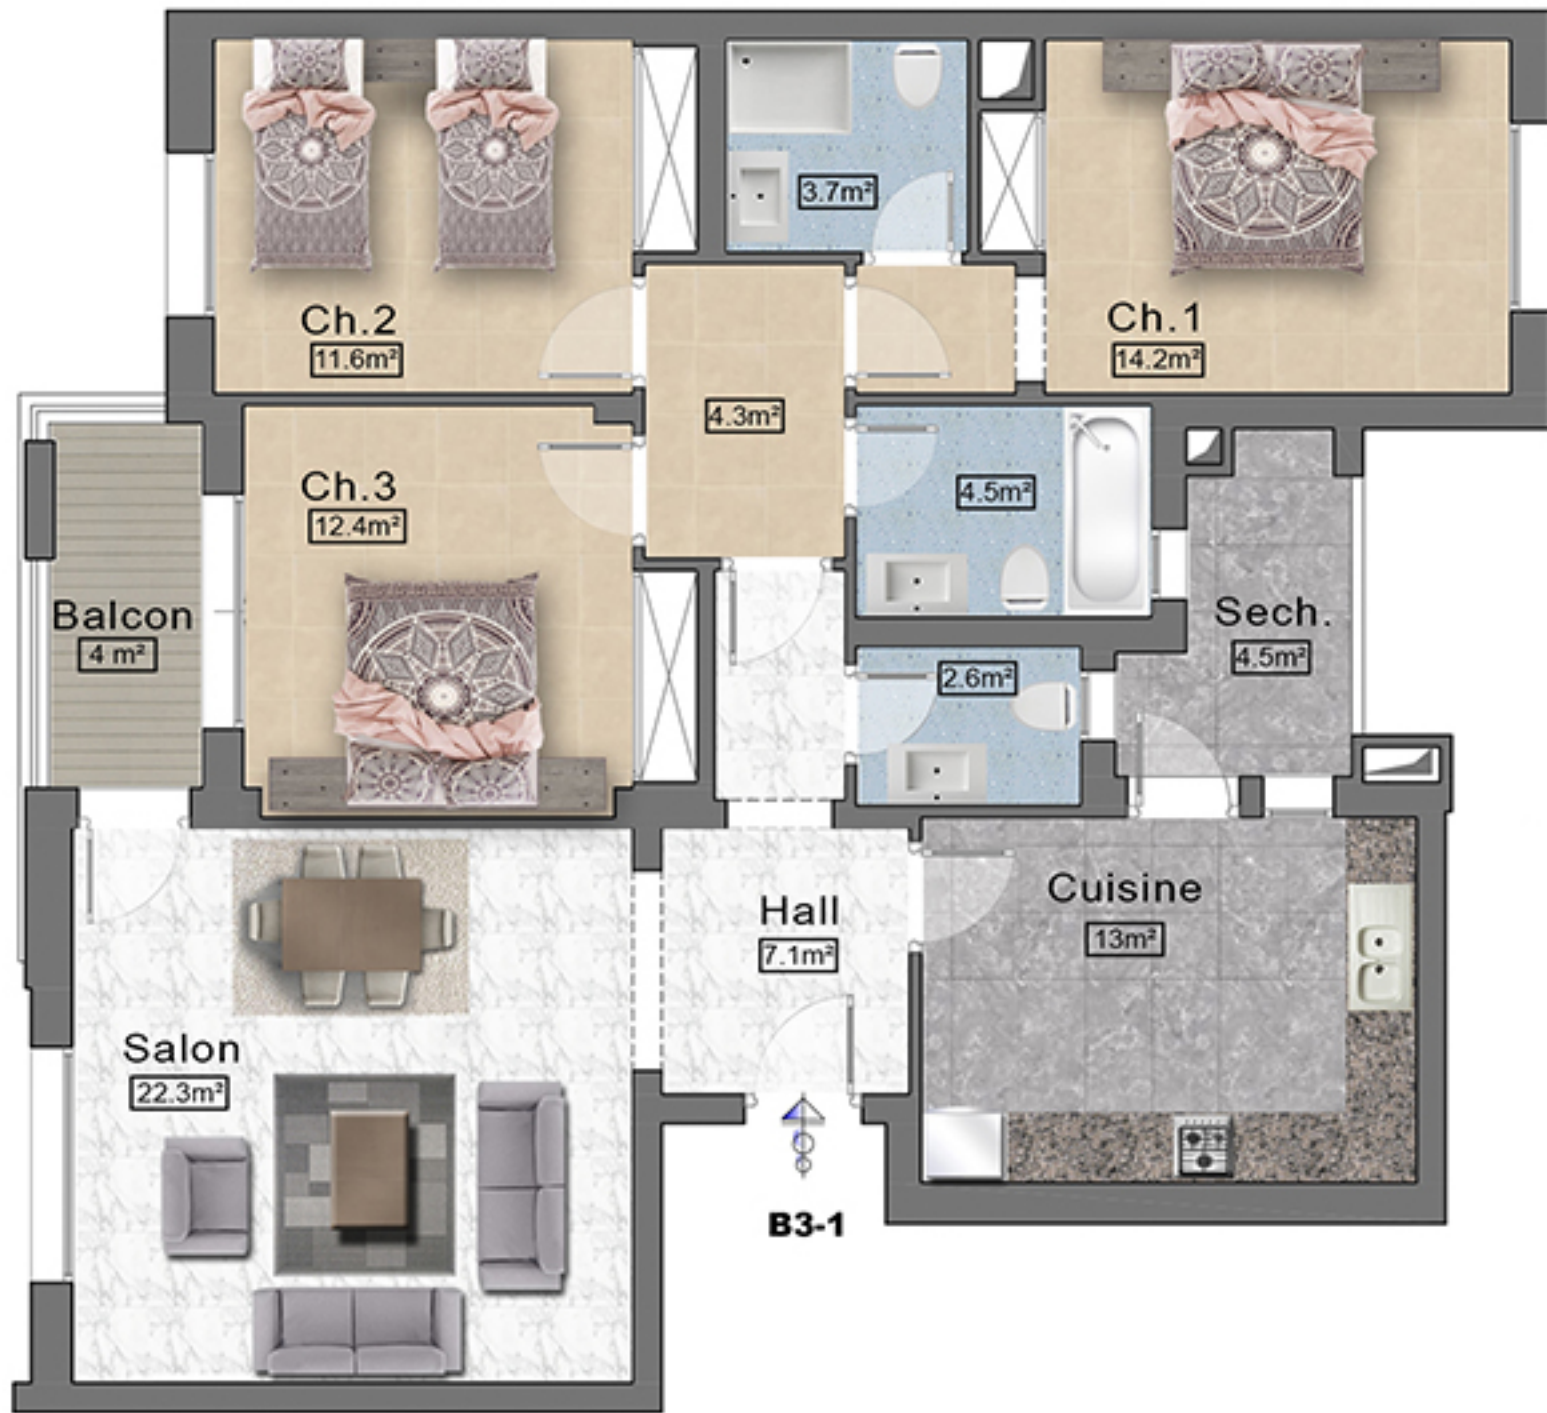 3.7m²
Ch.2
11.6m²
Ch.1
14.2m²
4.3m²
Ch.3
12.4m²
4.5m²
Balcon
4 m²
Sech.
4.5m²
2.6m²
Hall
7.1m²
Cuisine
13m²
Salon
22.3m²
B3-1